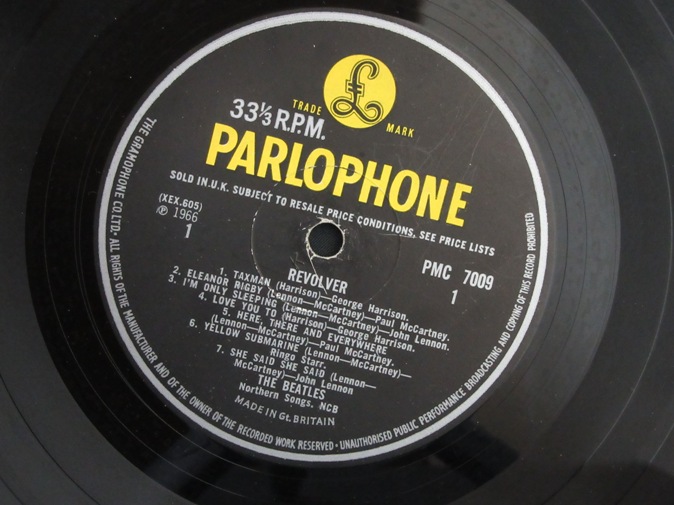 TRADE MARK
33⅓ R.P.M.
PARLOPHONE
SOLD IN U.K. SUBJECT TO RESALE PRICE CONDITIONS, SEE PRICE LISTS
(XEX.605)
℗ 1966
1
PMC 7009
1
REVOLVER
1. TAXMAN (Harrison)—George Harrison.
2. ELEANOR RIGBY (Lennon—McCartney)—Paul McCartney.
3. I'M ONLY SLEEPING (Lennon—McCartney)—John Lennon.
4. LOVE YOU TO (Harrison)—George Harrison.
5. HERE, THERE AND EVERYWHERE
(Lennon—McCartney)—Paul McCartney.
6. YELLOW SUBMARINE (Lennon—McCartney)—
Ringo Starr.
7. SHE SAID SHE SAID (Lennon—
McCartney)—John Lennon
THE BEATLES
Northern Songs, NCB
MADE IN Gt. BRITAIN
THE GRAMOPHONE CO. LTD. ALL RIGHTS OF THE MANUFACTURER AND OF THE OWNER OF THE RECORDED WORK RESERVED · UNAUTHORISED PUBLIC PERFORMANCE BROADCASTING AND COPYING OF THIS RECORD PROHIBITED